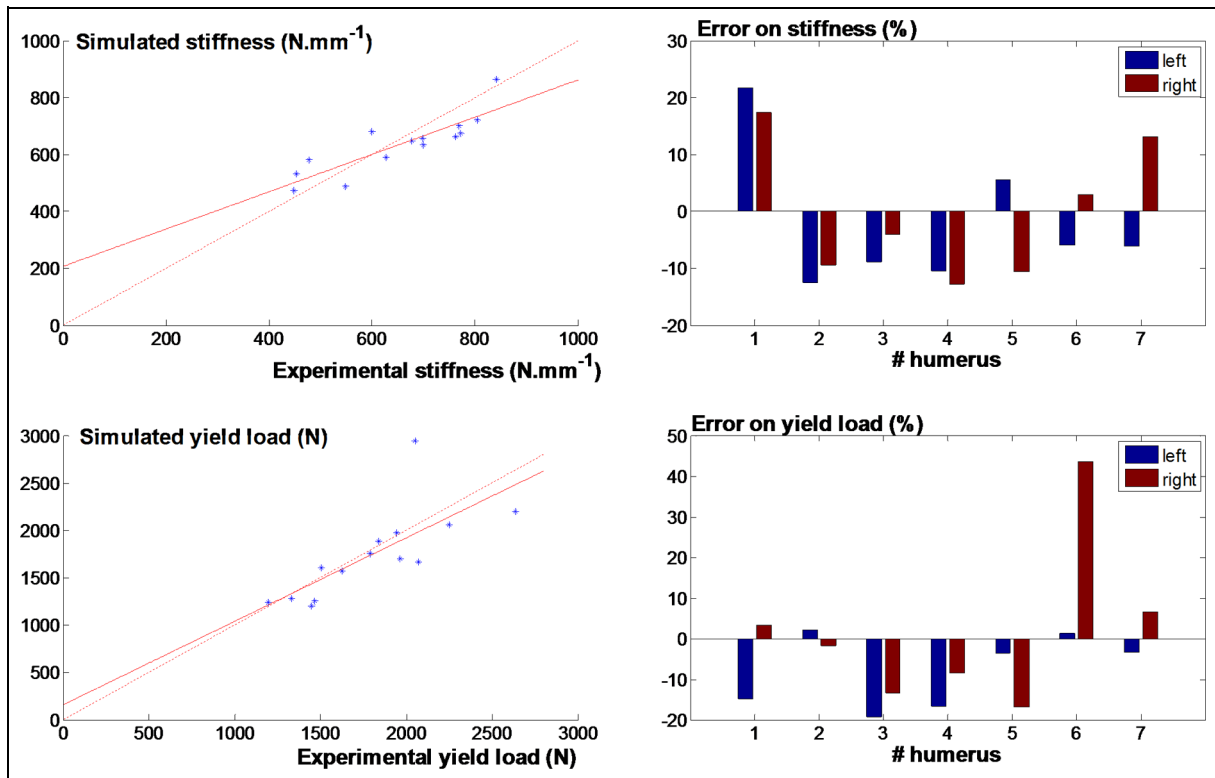 Simulated stiffness (N.mm-1)
1000
800
600
400
200
0
0 200 400 600 800 1000
Experimental stiffness (N.mm-1)
Error on stiffness (%)
30
20
10
0
-10
-20
left
right
1 2 3 4 5 6 7
# humerus
Simulated yield load (N)
3000
2500
2000
1500
1000
500
0
0 500 1000 1500 2000 2500 3000
Experimental yield load (N)
Error on yield load (%)
50
40
30
20
10
0
-10
-20
left
right
1 2 3 4 5 6 7
# humerus